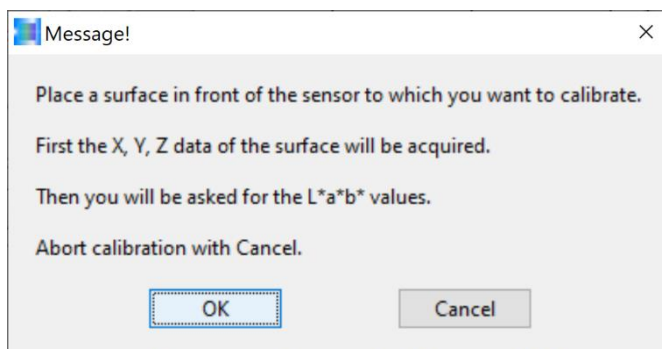 Message!
Place a surface in front of the sensor to which you want to calibrate.
First the X, Y, Z data of the surface will be acquired.
Then you will be asked for the L*a*b* values.
Abort calibration with Cancel.
OK Cancel